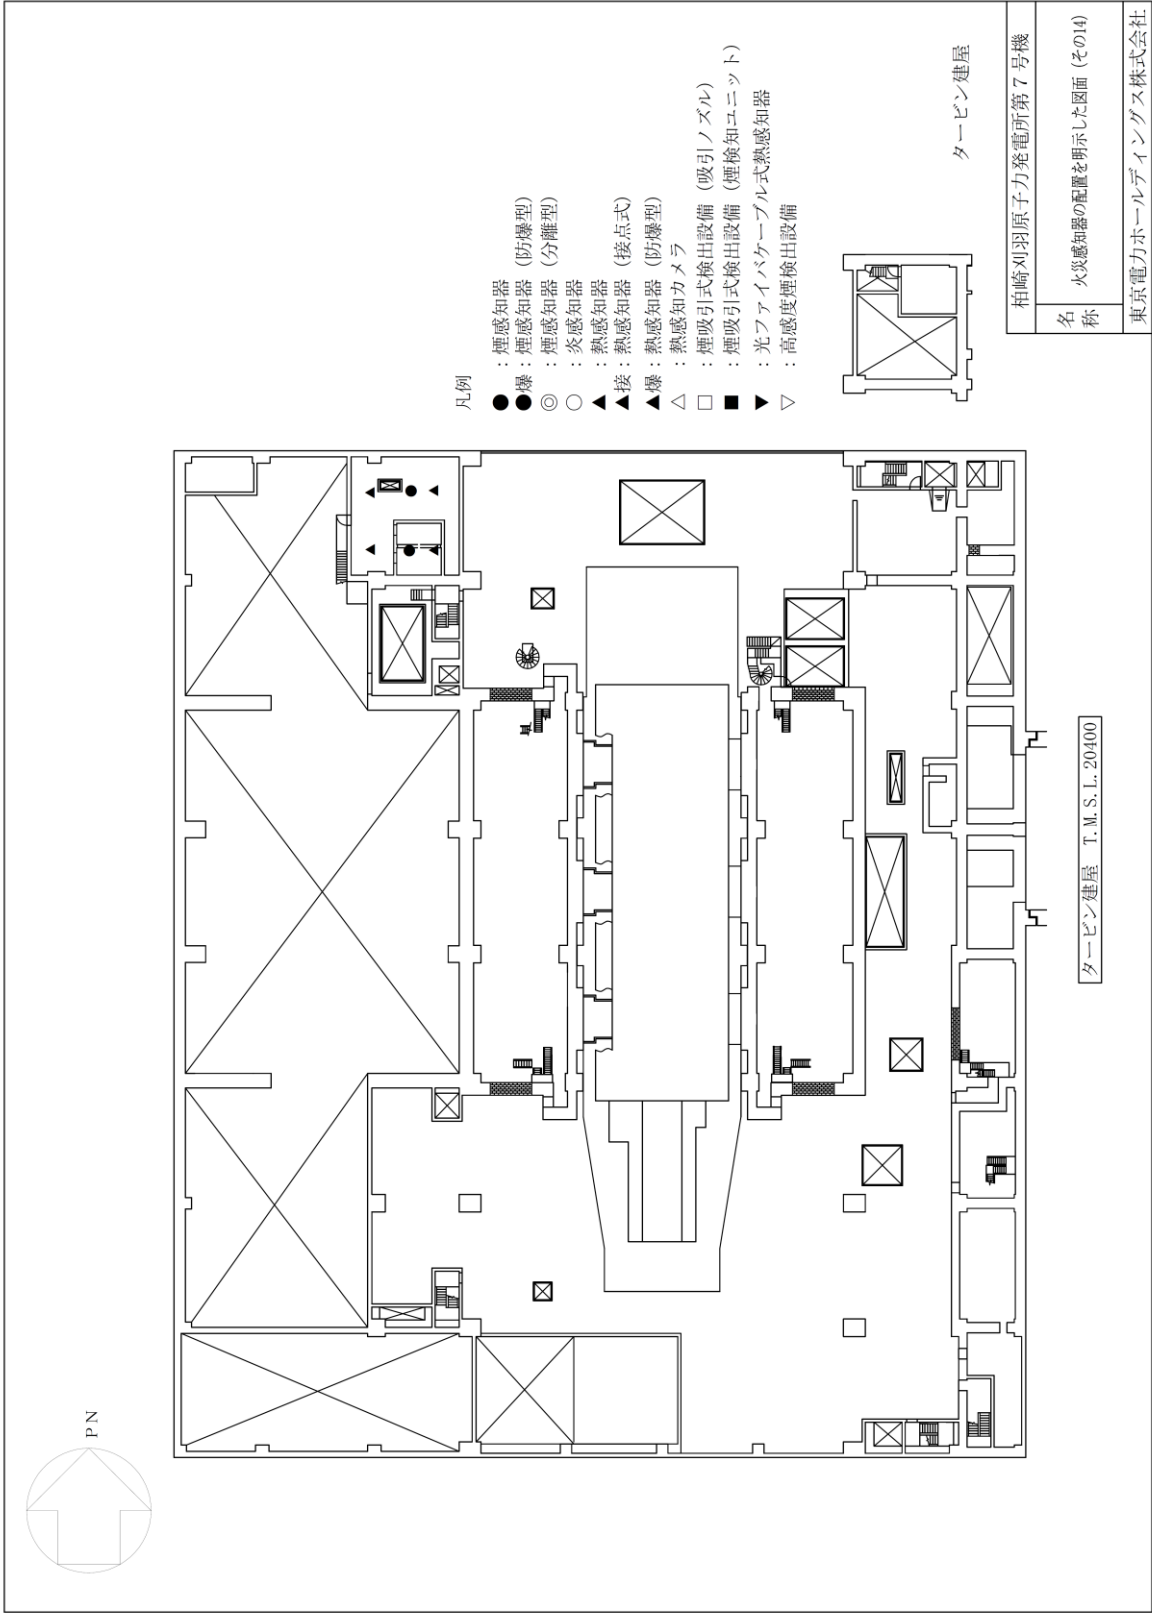 PN
凡例
● : 煙感知器
●爆 : 煙感知器 (防爆型)
◎ : 煙感知器 (分離型)
○ : 炎感知器
▲ : 熱感知器
▲接 : 熱感知器 (接点式)
▲爆 : 熱感知器 (防爆型)
△ : 熱感知カメラ
□ : 煙吸引式検出設備 (吸引ノズル)
■ : 煙吸引式検出設備 (煙検知ユニット)
▼ : 光ファイバケーブル式熱感知器
▽ : 高感度煙検出設備
タービン建屋
タービン建屋 T.M.S.L.20400
柏崎刈羽原子力発電所第7号機
名称
火災感知器の配置を明示した図面 (その14)
東京電力ホールディングス株式会社